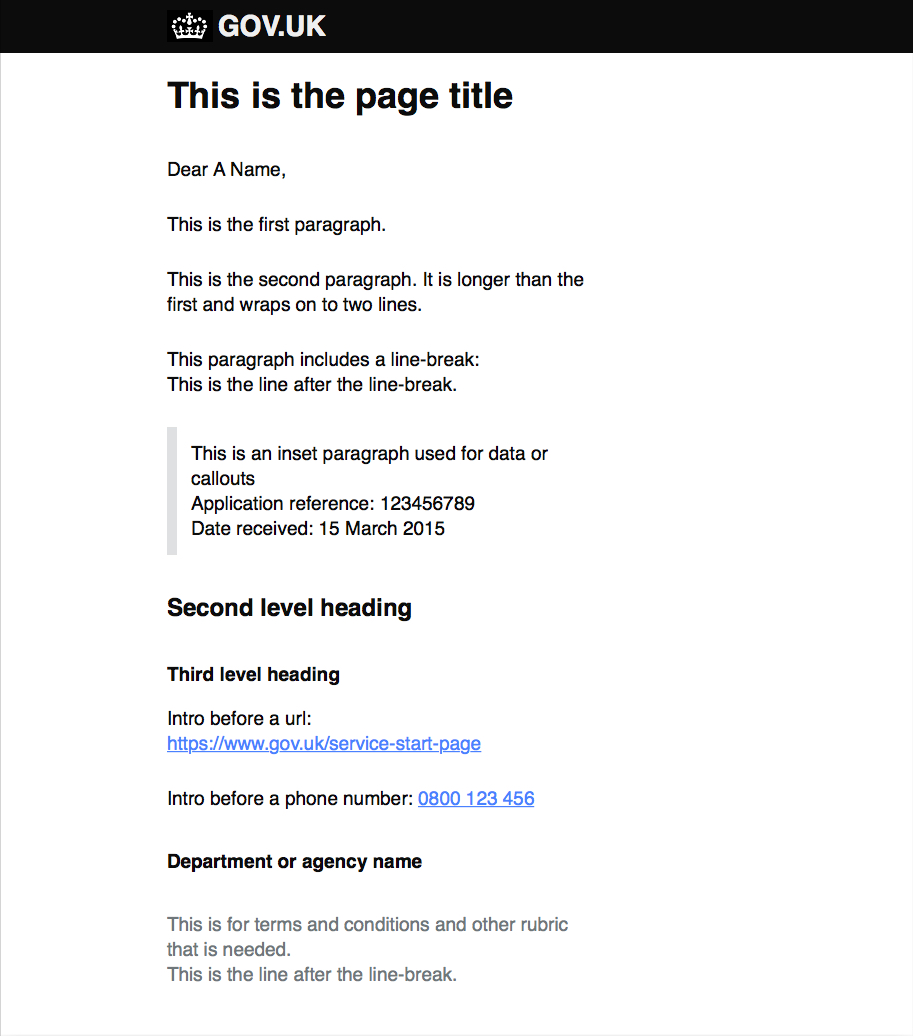 GOV.UK
This is the page title
Dear A Name,
This is the first paragraph.
This is the second paragraph. It is longer than the
first and wraps on to two lines.
This paragraph includes a line-break:
This is the line after the line-break.
This is an inset paragraph used for data or
callouts
Application reference: 123456789
Date received: 15 March 2015
Second level heading
Third level heading
Intro before a url:
https://www.gov.uk/service-start-page
Intro before a phone number: 0800 123 456
Department or agency name
This is for terms and conditions and other rubric
that is needed.
This is the line after the line-break.